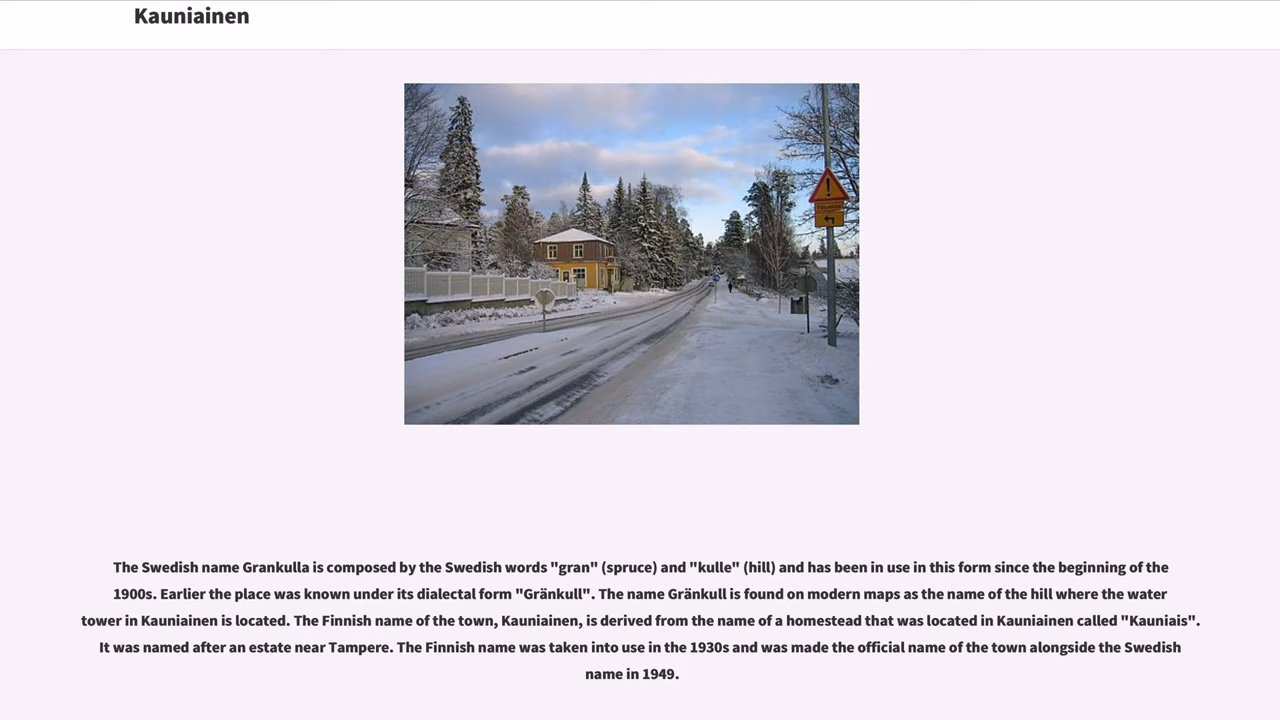 Kauniainen
The Swedish name Grankulla is composed by the Swedish words "gran" (spruce) and "kulle" (hill) and has been in use in this form since the beginning of the
1900s. Earlier the place was known under its dialectal form "Gränkull". The name Gränkull is found on modern maps as the name of the hill where the water
tower in Kauniainen is located. The Finnish name of the town, Kauniainen, is derived from the name of a homestead that was located in Kauniainen called "Kauniais".
It was named after an estate near Tampere. The Finnish name was taken into use in the 1930s and was made the official name of the town alongside the Swedish
name in 1949.